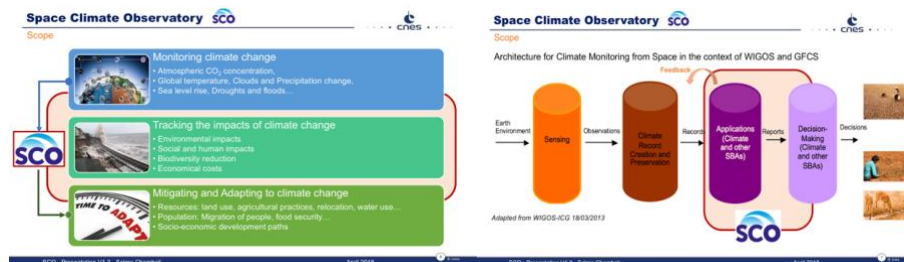 Space Climate Observatory SCO
cnes
Scope
Monitoring climate change
• Atmospheric CO₂ concentration,
• Global temperature, Clouds and Precipitation change,
• Sea level rise, Droughts and floods...
Tracking the impacts of climate change
• Environmental impacts
• Social and human impacts
• Biodiversity reduction
• Economical costs
SCO
Mitigating and Adapting to climate change
• Resources: land use, agricultural practices, relocation, water use...
• Population: Migration of people, food security...
• Socio-economic development paths
TIME TO ADAPT
Space Climate Observatory SCO
cnes
Scope
Architecture for Climate Monitoring from Space in the context of WIGOS and GFCS
Feedback
Earth
Environment
Sensing
Observations
Climate
Record
Creation and
Preservation
Records
Applications
(Climate
and other
SBAs)
Reports
Decision-
Making
(Climate
and other
SBAs)
Decisions
Adapted from WIGOS-ICG 18/03/2013
SCO